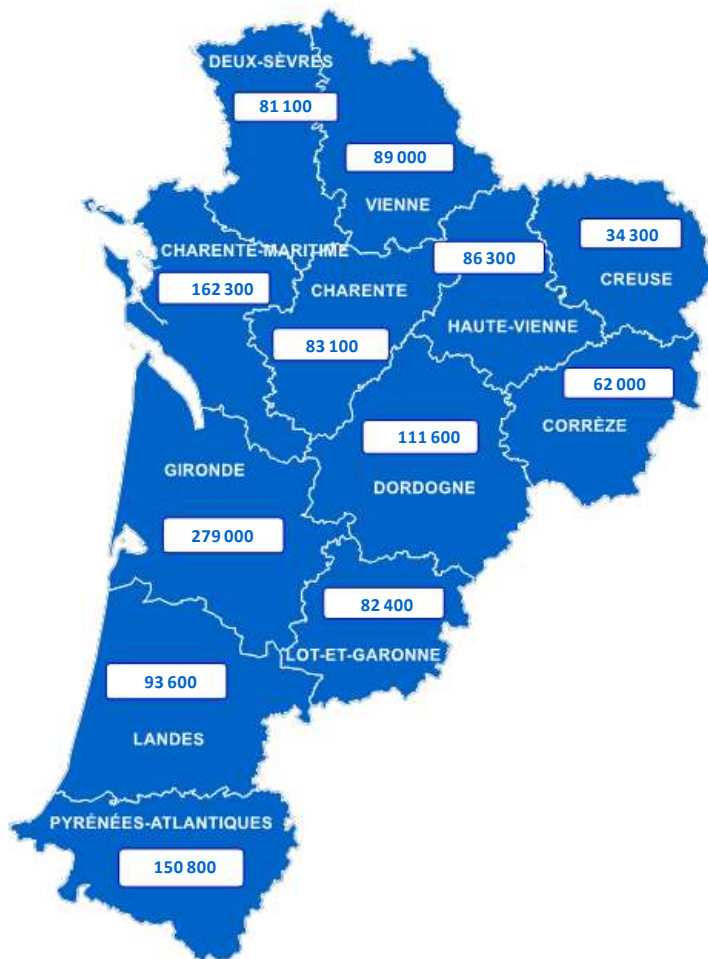 DEUX-SÈVRES
81 100
89 000
VIENNE
34 300
CREUSE
CHARENTE-MARITIME
162 300
86 300
CHARENTE
83 100
HAUTE-VIENNE
62 000
CORRÈZE
111 600
DORDOGNE
GIRONDE
279 000
82 400
LOT-ET-GARONNE
93 600
LANDES
PYRÉNÉES-ATLANTIQUES
150 800